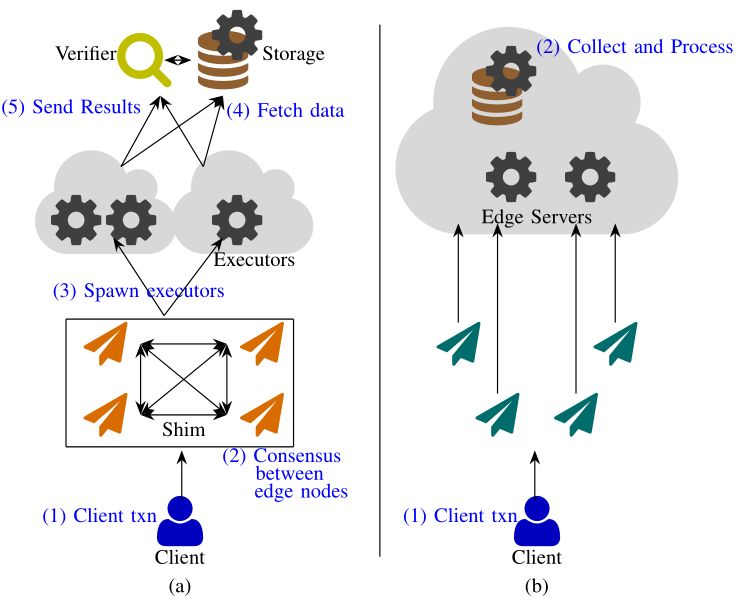 Verifier
Storage
(5) Send Results
(4) Fetch data
Executors
(3) Spawn executors
Shim
(2) Consensus
between
edge nodes
(1) Client txn
Client
(a)
(2) Collect and Process
Edge Servers
(1) Client txn
Client
(b)